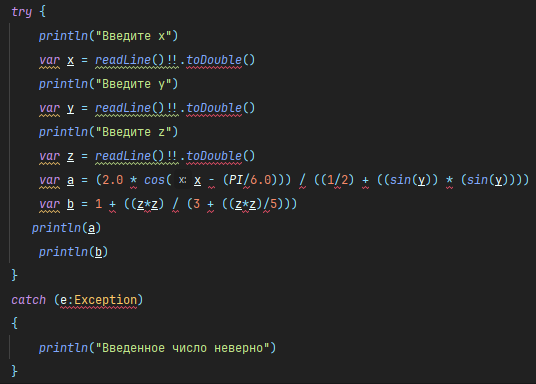 try {
println("Введите x")
var x = readLine()!!.toDouble()
println("Введите y")
var y = readLine()!!.toDouble()
println("Введите z")
var z = readLine()!!.toDouble()
var a = (2.0 * cos( x: x - (PI/6.0))) / ((1/2) + ((sin(y)) * (sin(y))))
var b = 1 + ((z*z) / (3 + ((z*z)/5)))
println(a)
println(b)
}
catch (e:Exception)
{
println("Введенное число неверно")
}